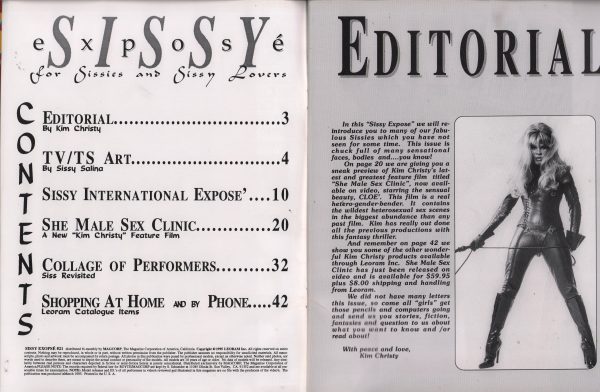 eSxIpSoSsYé
for Sissies and Sissy Lovers
CONTENTS
EDITORIAL..............................3
By Kim Christy
TV/TS ART..............................4
By Sissy Salina
SISSY INTERNATIONAL EXPOSE'....10
SHE MALE SEX CLINIC..............20
A New "Kim Christy" Feature Film
COLLAGE OF PERFORMERS..........32
Siss Revisited
SHOPPING AT HOME AND BY PHONE....42
Leoram Catalogue Items
EDITORIAL
In this "Sissy Expose" we will re-
introduce you to many of our fabu-
lous Sissies which you have not
seen for some time. This issue is
chuck full of many sensational
faces, bodies and....you know!
On page 20 we are giving you a
sneak preview of Kim Christy's lat-
est and greatest feature film titled
"She Male Sex Clinic", now avail-
able on video, starring the sensual
beauty, CLOE'. This film is a real
hetero-gender-bender. It contains
the wildest heterosexual sex scenes
in the biggest abundance than any
past film. Kim has really out done
all the previous productions with
this fantasy thriller.
And remember on page 42 we
show you some of the other wonder-
ful Kim Christy products available
through Leoram Inc. She Male Sex
Clinic has just been released on
video and is available for $59.95
plus $8.00 shipping and handling
from Leoram.
We did not have many letters
this issue, so come all "girls" get
those pencils and computers going
and send us you stories, fiction,
fantasies and question to us about
what you want to know and /or
read about!
With peace and love,
Kim Christy